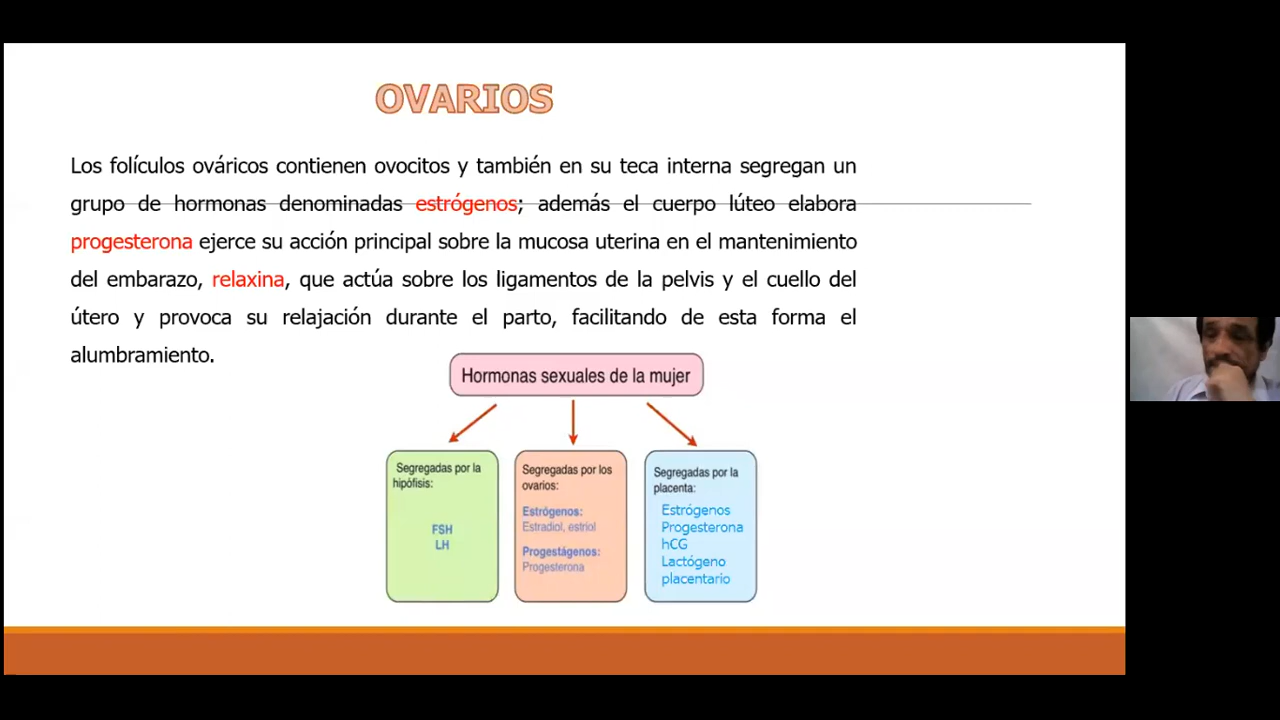 OVARIOS
Los folículos ováricos contienen ovocitos y también en su teca interna segregan un
grupo de hormonas denominadas estrógenos; además el cuerpo lúteo elabora
progesterona ejerce su acción principal sobre la mucosa uterina en el mantenimiento
del embarazo, relaxina, que actúa sobre los ligamentos de la pelvis y el cuello del
útero y provoca su relajación durante el parto, facilitando de esta forma el
alumbramiento.
Hormonas sexuales de la mujer
Segregadas por la
hipófisis:
FSH
LH
Segregadas por los
ovarios:
Estrógenos:
Estradiol, estriol
Progestágenos:
Progesterona
Segregadas por la
placenta:
Estrógenos
Progesterona
hCG
Lactógeno
placentario